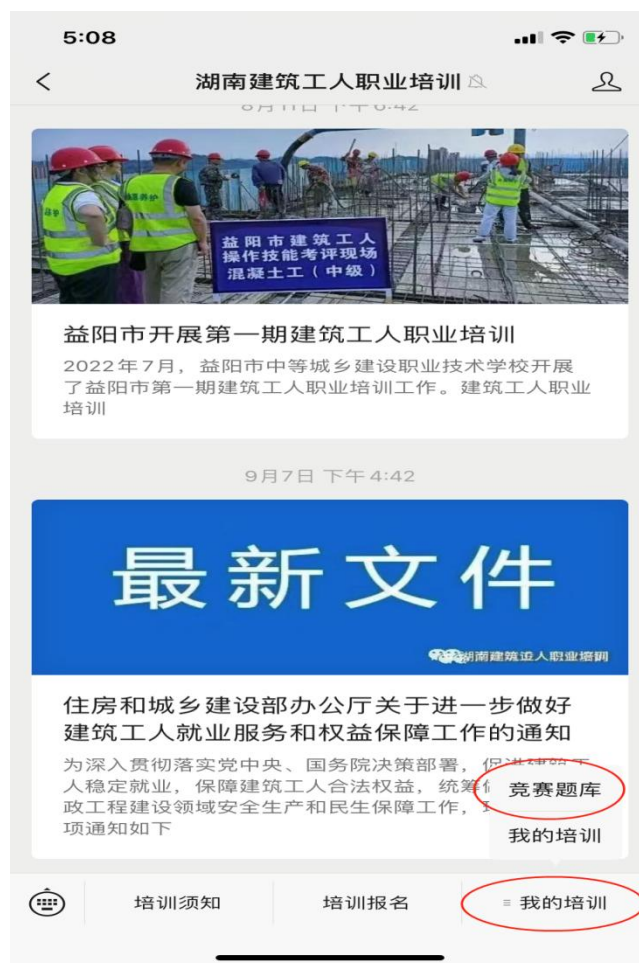 5:08
湖南建筑工人职业培训
8月11日 下午6:42
益阳市建筑工人
操作技能考评现场
混凝土工（中级）
益阳市开展第一期建筑工人职业培训
2022年7月，益阳市中等城乡建设职业技术学校开展
了益阳市第一期建筑工人职业培训工作。建筑工人职业
培训
9月7日 下午4:42
最新文件
湖南建筑工人职业培训
住房和城乡建设部办公厅关于进一步做好
建筑工人就业服务和权益保障工作的通知
为深入贯彻落实党中央、国务院决策部署，促进建筑工
人稳定就业，保障建筑工人合法权益，统筹
政工程建设领域安全生产和民生保障工作，
项通知如下
竞赛题库
我的培训
培训须知
培训报名
我的培训